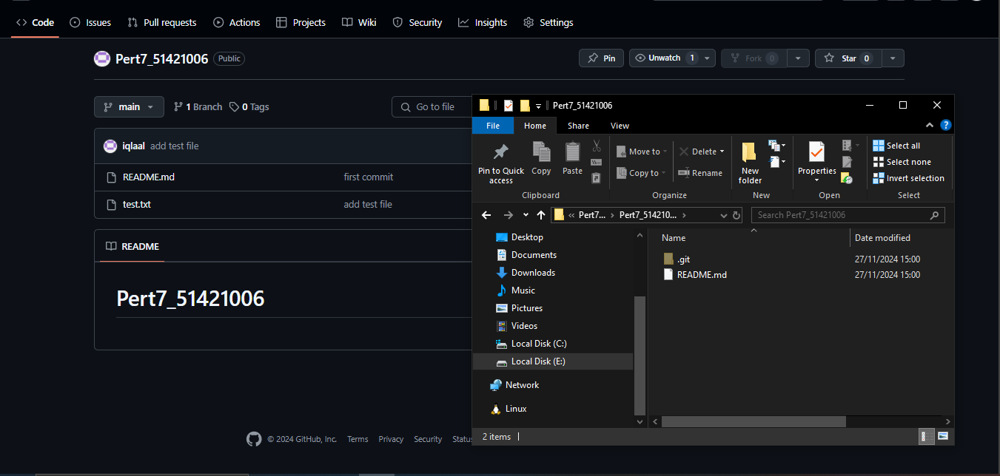 Code Issues Pull requests Actions Projects Wiki Security Insights Settings
Pert7_51421006 Public
Pin Unwatch 1 Fork 0 Star 0
main 1 Branch 0 Tags Go to file
iqlaal add test file
README.md first commit
test.txt add test file
README
Pert7_51421006
© 2024 GitHub, Inc. Terms Privacy Security Status
Pert7_51421006
File Home Share View
Pin to Quick access
Copy
Paste
Clipboard
Move to
Copy to
Delete
Rename
Organize
New folder
New
Properties
Open
Select all
Select none
Invert selection
Select
« Pert7... › Pert7_514210... › Search Pert7_51421006
Desktop
Documents
Downloads
Music
Pictures
Videos
Local Disk (C:)
Local Disk (E:)
Network
Linux
Name Date modified
.git 27/11/2024 15:00
README.md 27/11/2024 15:00
2 items